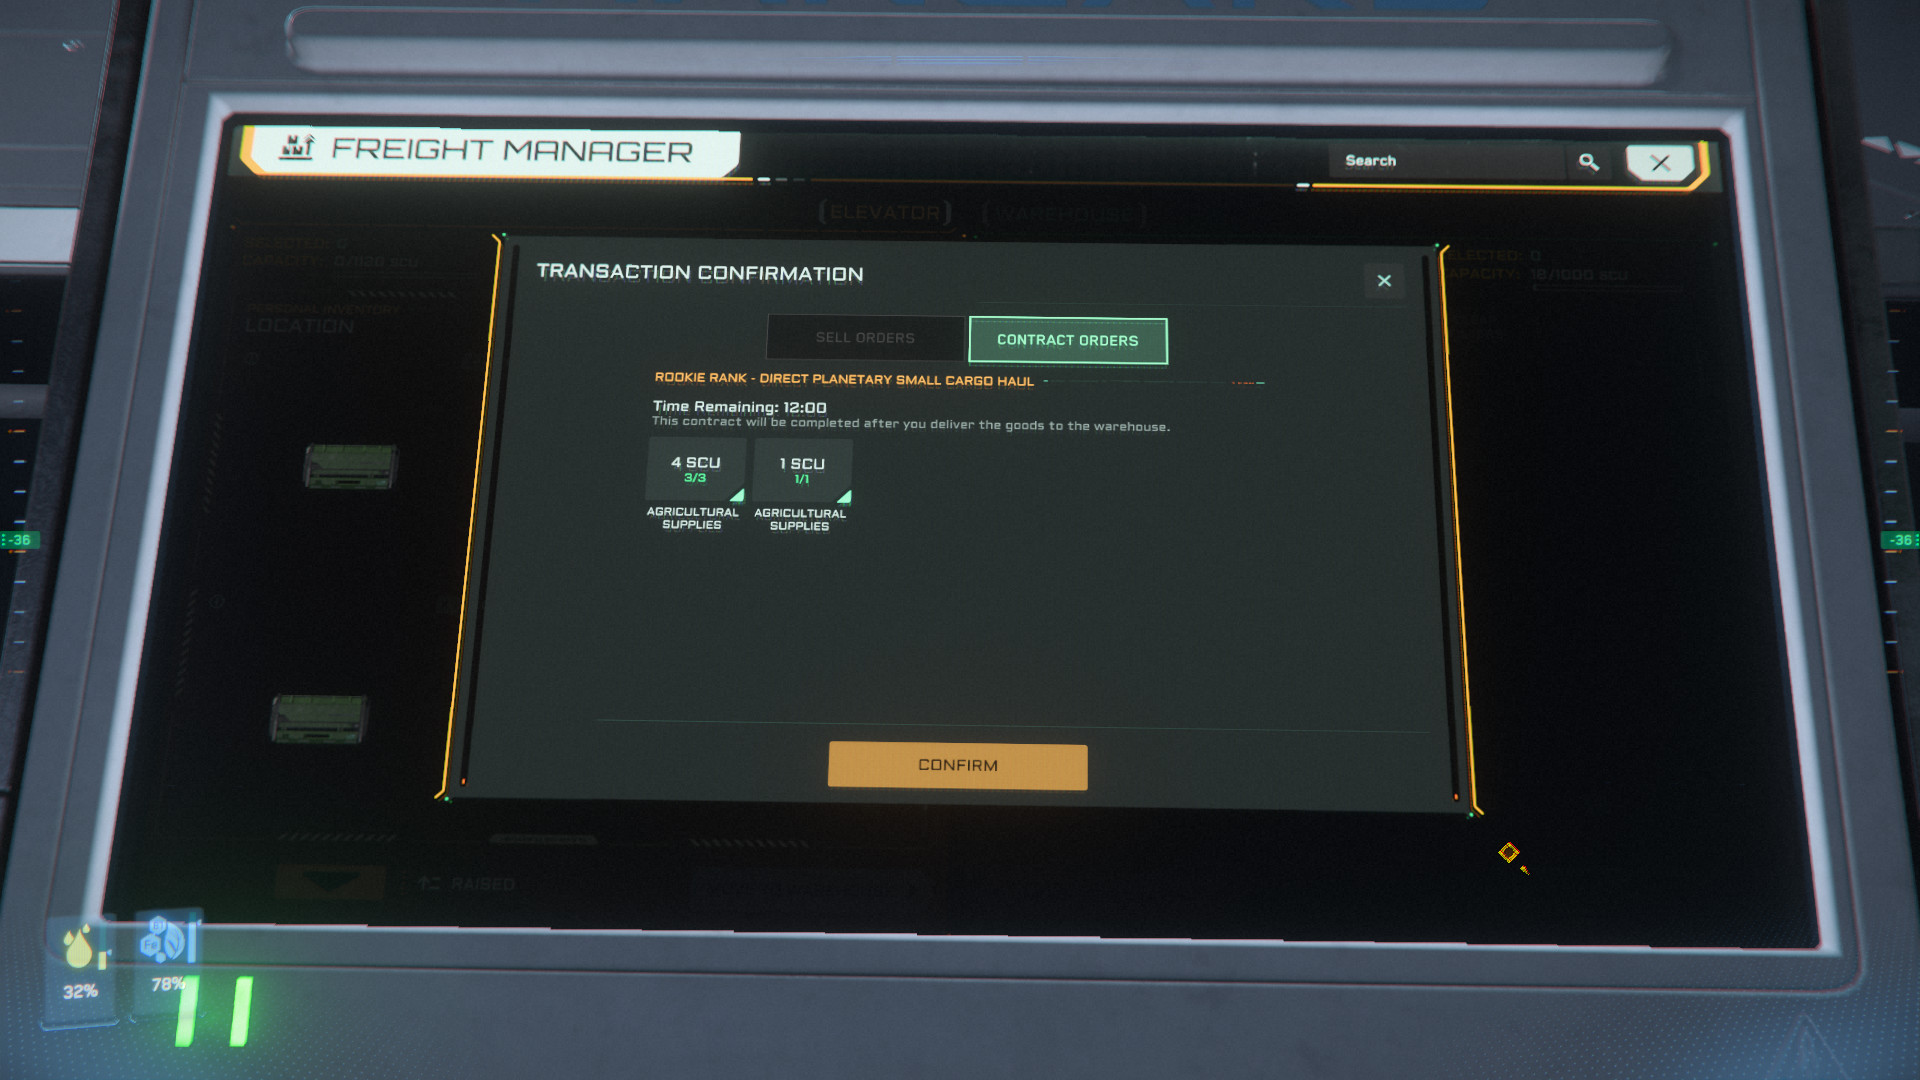 FREIGHT MANAGER
Search
ELEVATOR
WAREHOUSE
SELECTED: 0
CAPACITY: 0/1130 SCU
PERSONAL INVENTORY
LOCATION
ELECTED: 0
APACITY: 18/1000 SCU
TRANSACTION CONFIRMATION
SELL ORDERS
CONTRACT ORDERS
ROOKIE RANK - DIRECT PLANETARY SMALL CARGO HAUL
Time Remaining: 12:00
This contract will be completed after you deliver the goods to the warehouse.
4 SCU
3/3
AGRICULTURAL
SUPPLIES
1 SCU
1/1
AGRICULTURAL
SUPPLIES
CONFIRM
RAISED
-36
-36
32%
78%